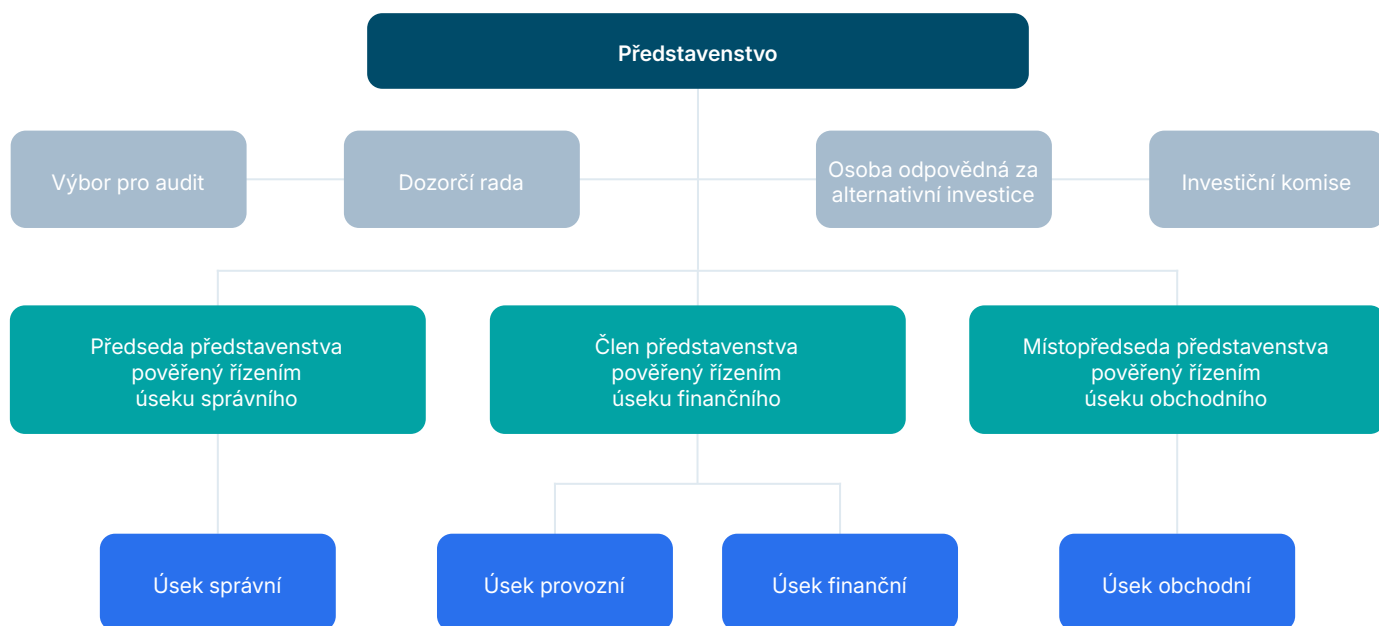 Představenstvo
Výbor pro audit
Dozorčí rada
Osoba odpovědná za
alternativní investice
Investiční komise
Předseda představenstva
pověřený řízením
úseku správního
Člen představenstva
pověřený řízením
úseku finančního
Místopředseda představenstva
pověřený řízením
úseku obchodního
Úsek správní
Úsek provozní
Úsek finanční
Úsek obchodní